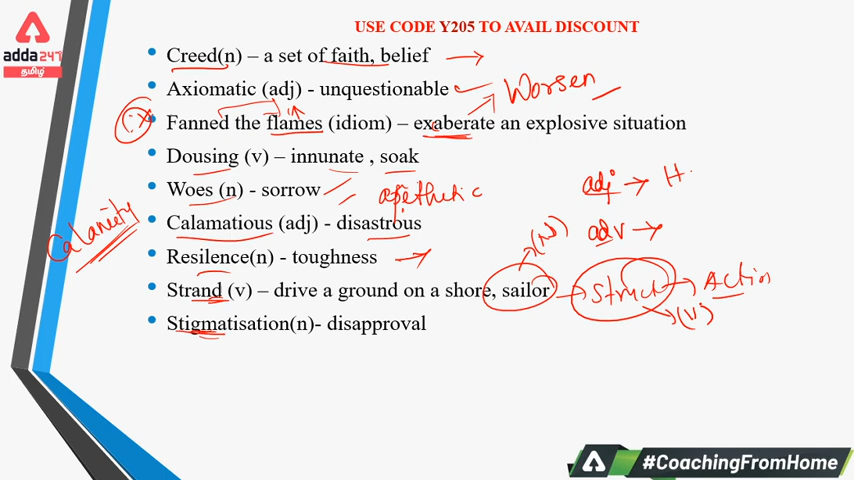 USE CODE Y205 TO AVAIL DISCOUNT
adda247
தமிழ்
Creed(n) – a set of faith, belief
Axiomatic (adj) - unquestionable
Worsen
Fanned the flames (idiom) – exaberate an explosive situation
Dousing (v) – innunate , soak
Woes (n) - sorrow
apethetic
adj → H
Calamity
Calamatious (adj) - disastrous
(N)
adv →
Resilence(n) - toughness
Strand (v) – drive a ground on a shore, sailor
Struck → Action
(V)
Stigmatisation(n)- disapproval
#CoachingFromHome